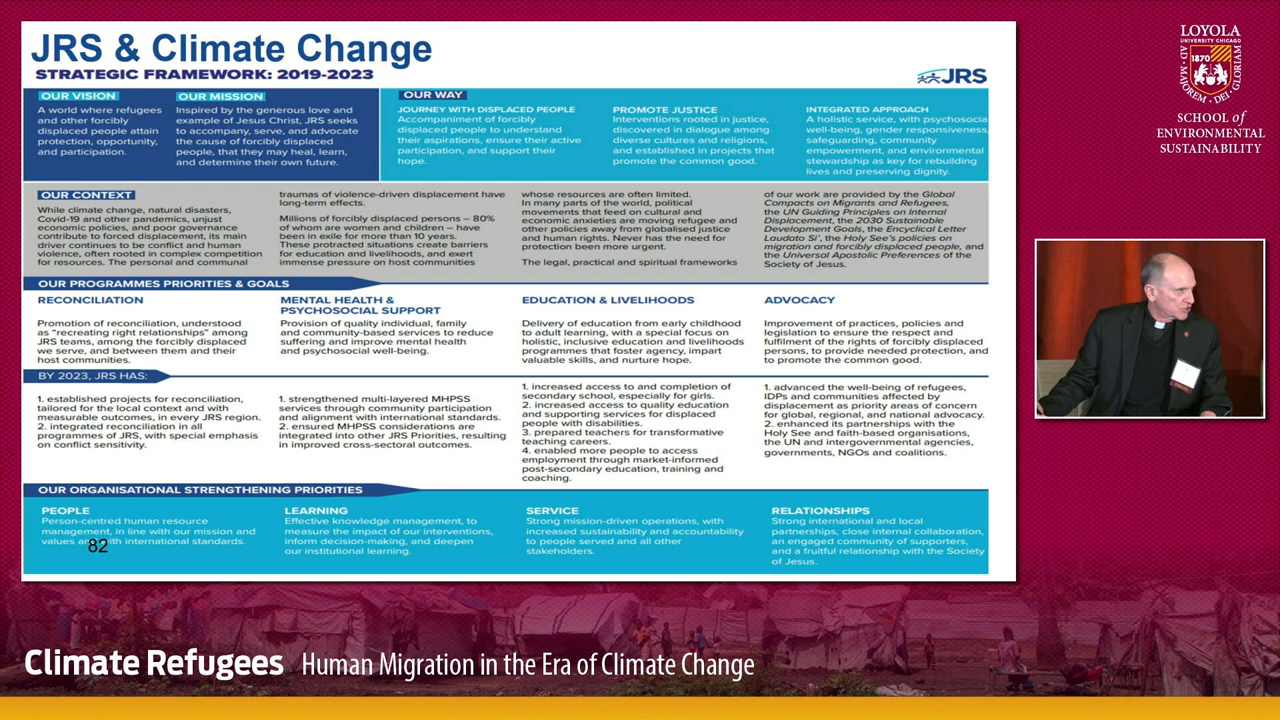 JRS & Climate Change
STRATEGIC FRAMEWORK: 2019-2023
JRS
OUR VISION
A world where refugees
and other forcibly
displaced people attain
protection, opportunity,
and participation.
OUR MISSION
Inspired by the generous love and
example of Jesus Christ, JRS seeks
to accompany, serve, and advocate
the cause of forcibly displaced
people, that they may heal, learn,
and determine their own future.
OUR WAY
JOURNEY WITH DISPLACED PEOPLE
Accompaniment of forcibly
displaced people to understand
their aspirations, ensure their active
participation, and support their
hope.
PROMOTE JUSTICE
Interventions rooted in justice,
discovered in dialogue among
diverse cultures and religions,
and established in projects that
promote the common good.
INTEGRATED APPROACH
A holistic service, with psychosocia
well-being, gender responsiveness,
safeguarding, community
empowerment, and environmental
stewardship as key for rebuilding
lives and preserving dignity.
OUR CONTEXT
While climate change, natural disasters,
Covid-19 and other pandemics, unjust
economic policies, and poor governance
contribute to forced displacement, its main
driver continues to be conflict and human
violence, often rooted in complex competition
for resources. The personal and communal
traumas of violence-driven displacement have
long-term effects.
Millions of forcibly displaced persons – 80%
of whom are women and children – have
been in exile for more than 10 years.
These protracted situations create barriers
for education and livelihoods, and exert
immense pressure on host communities
whose resources are often limited.
In many parts of the world, political
movements that feed on cultural and
economic anxieties are moving refugee and
other policies away from globalised justice
and human rights. Never has the need for
protection been more urgent.
The legal, practical and spiritual frameworks
of our work are provided by the Global
Compacts on Migrants and Refugees,
the UN Guiding Principles on Internal
Displacement, the 2030 Sustainable
Development Goals, the Encyclical Letter
Laudato Si', the Holy See's policies on
migration and forcibly displaced people, and
the Universal Apostolic Preferences of the
Society of Jesus.
OUR PROGRAMMES PRIORITIES & GOALS
RECONCILIATION
Promotion of reconciliation, understood
as “recreating right relationships” among
JRS teams, among the forcibly displaced
we serve, and between them and their
host communities.
MENTAL HEALTH &
PSYCHOSOCIAL SUPPORT
Provision of quality individual, family
and community-based services to reduce
suffering and improve mental health
and psychosocial well-being.
EDUCATION & LIVELIHOODS
Delivery of education from early childhood
to adult learning, with a special focus on
holistic, inclusive education and livelihoods
programmes that foster agency, impart
valuable skills, and nurture hope.
ADVOCACY
Improvement of practices, policies and
legislation to ensure the respect and
fulfilment of the rights of forcibly displaced
persons, to provide needed protection, and
to promote the common good.
BY 2023, JRS HAS:
1. established projects for reconciliation,
tailored for the local context and with
measurable outcomes, in every JRS region.
2. integrated reconciliation in all
programmes of JRS, with special emphasis
on conflict sensitivity.
1. strengthened multi-layered MHPSS
services through community participation
and alignment with international standards.
2. ensured MHPSS considerations are
integrated into other JRS Priorities, resulting
in improved cross-sectoral outcomes.
1. increased access to and completion of
secondary school, especially for girls.
2. increased access to quality education
and supporting services for displaced
people with disabilities.
3. prepared teachers for transformative
teaching careers.
4. enabled more people to access
employment through market-informed
post-secondary education, training and
coaching.
1. advanced the well-being of refugees,
IDPs and communities affected by
displacement as priority areas of concern
for global, regional, and national advocacy.
2. enhanced its partnerships with the
Holy See and faith-based organisations,
the UN and intergovernmental agencies,
governments, NGOs and coalitions.
OUR ORGANISATIONAL STRENGTHENING PRIORITIES
PEOPLE
Person-centred human resource
management, in line with our mission and
values with international standards.
82
LEARNING
Effective knowledge management, to
measure the impact of our interventions,
inform decision-making, and deepen
our institutional learning.
SERVICE
Strong mission-driven operations, with
increased sustainability and accountability
to people served and all other
stakeholders.
RELATIONSHIPS
Strong international and local
partnerships, close internal collaboration,
an engaged community of supporters,
and a fruitful relationship with the Society
of Jesus.
LOYOLA
UNIVERSITY CHICAGO
1870
AD • MAJOREM • DEI • GLORIAM
SCHOOL of
ENVIRONMENTAL
SUSTAINABILITY
Climate Refugees Human Migration in the Era of Climate Change